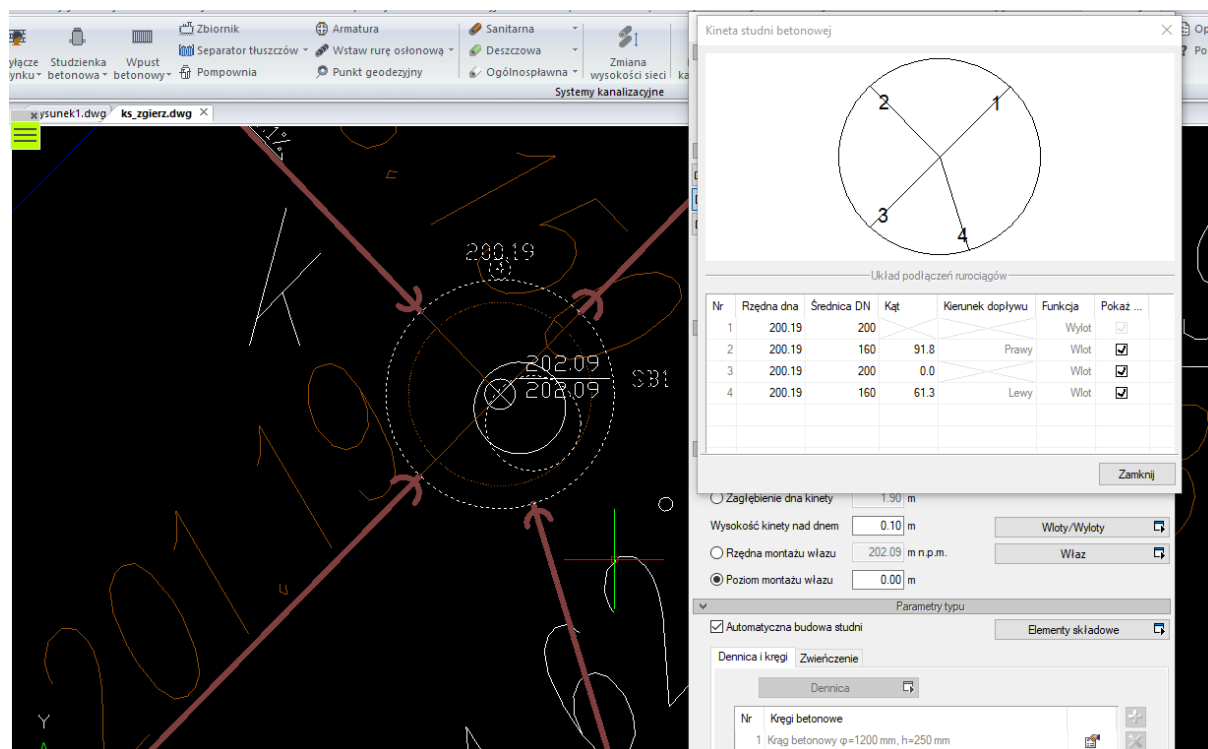 Zbiornik
Armatura
Sanitarna
Separator tłuszczów
Wstaw rurę osłonową
Deszczowa
Studzienka betonowa
Wpust betonowy
Pompownia
Punkt geodezyjny
Ogólnospławna
Zmiana wysokości sieci
Systemy kanalizacyjne
ks_zgierz.dwg
Kineta studni betonowej
2 1
3
4
Układ podłączeń rurociągów
Nr Rzędna dna Średnica DN Kąt Kierunek dopływu Funkcja Pokaż ...
1 200.19 200 Wylot
2 200.19 160 91.8 Prawy Wlot
3 200.19 200 0.0 Wlot
4 200.19 160 61.3 Lewy Wlot
Zamknij
Zagłębienie dna kinety 1.90 m
Wysokość kinety nad dnem 0.10 m Wloty/Wyloty
Rzędna montażu włazu 202.09 m n.p.m. Właz
Poziom montażu włazu 0.00 m
Parametry typu
Automatyczna budowa studni Elementy składowe
Dennica i kręgi Zwieńczenie
Dennica
Nr Kręgi betonowe
1 Krąg betonowy φ=1200 mm, h=250 mm
200.19
4
202.09
202.09
SB1
Y